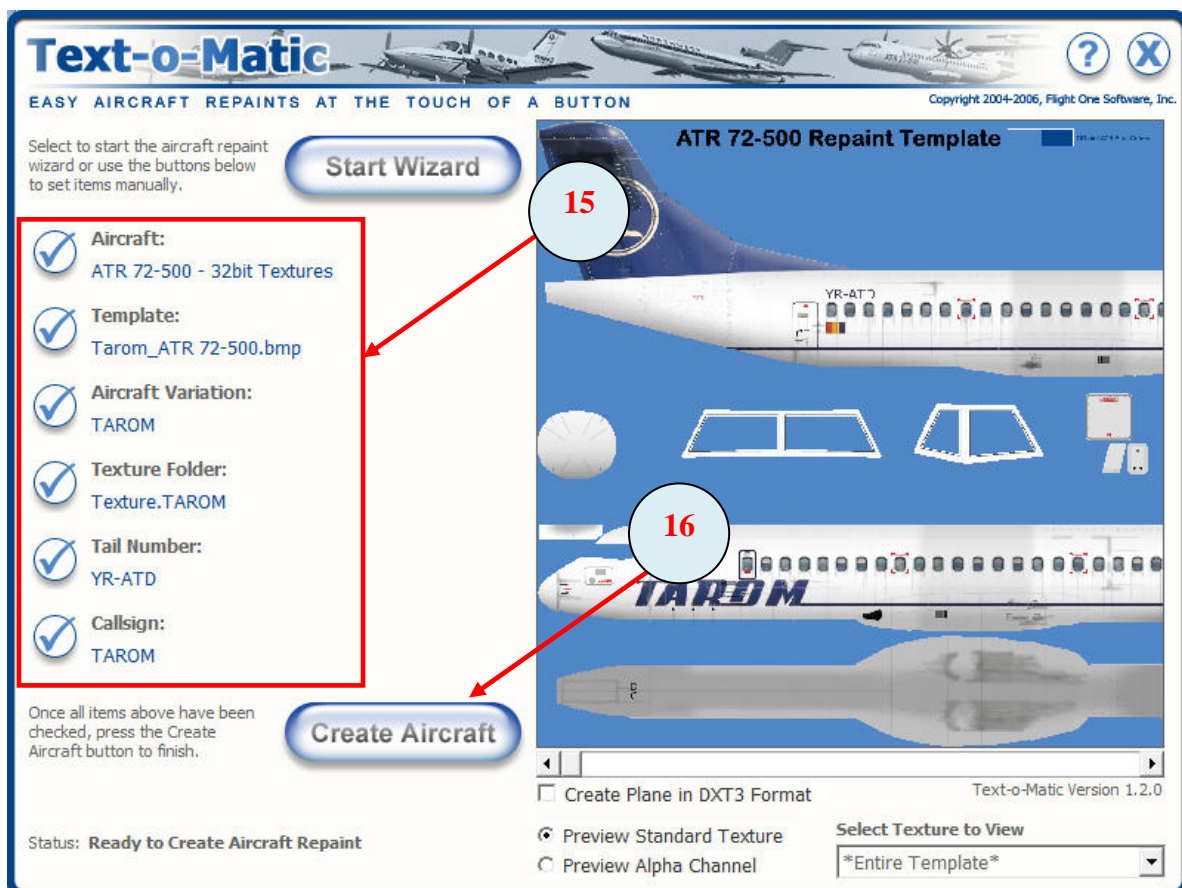 Text-o-Matic
EASY AIRCRAFT REPAINTS AT THE TOUCH OF A BUTTON
? X
Copyright 2004-2006, Flight One Software, Inc.
Select to start the aircraft repaint
wizard or use the buttons below
to set items manually.
Start Wizard
15
Aircraft:
ATR 72-500 - 32bit Textures
Template:
Tarom_ATR 72-500.bmp
Aircraft Variation:
TAROM
Texture Folder:
Texture.TAROM
Tail Number:
YR-ATD
Callsign:
TAROM
Once all items above have been
checked, press the Create
Aircraft button to finish.
Create Aircraft
Status: Ready to Create Aircraft Repaint
ATR 72-500 Repaint Template
YR-ATD
16
TAROM
Create Plane in DXT3 Format
Text-o-Matic Version 1.2.0
Preview Standard Texture
Preview Alpha Channel
Select Texture to View
*Entire Template*